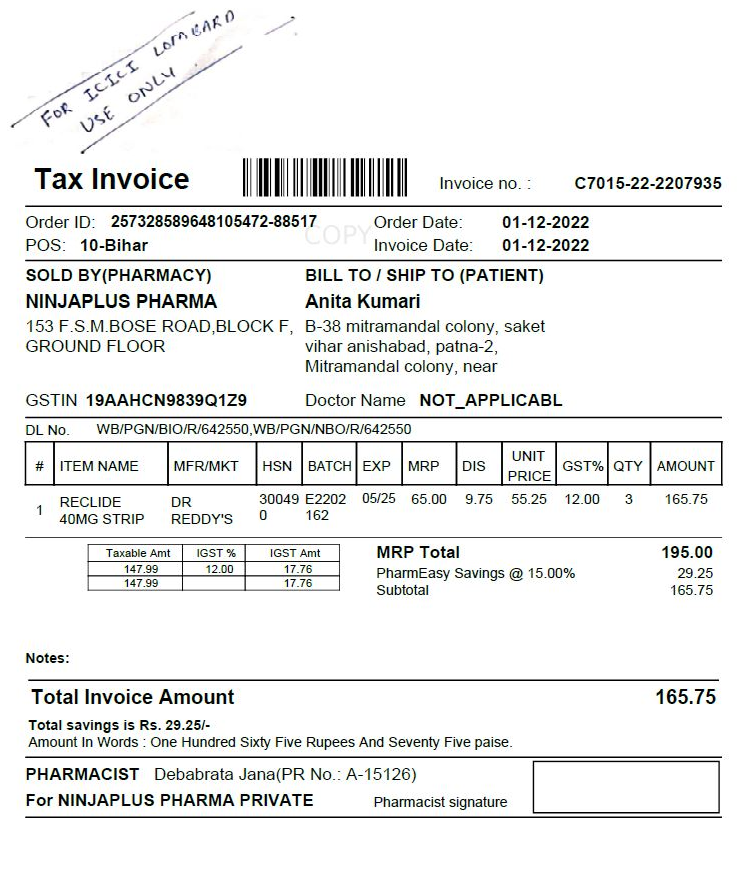 FOR ICICI LOMBARD
USE ONLY
Tax Invoice
Invoice no. : C7015-22-2207935
Order ID: 257328589648105472-88517 Order Date: 01-12-2022
COPY
POS: 10-Bihar Invoice Date: 01-12-2022
SOLD BY(PHARMACY) BILL TO / SHIP TO (PATIENT)
NINJAPLUS PHARMA Anita Kumari
153 F.S.M.BOSE ROAD,BLOCK F, B-38 mitramandal colony, saket
GROUND FLOOR vihar anishabad, patna-2,
Mitramandal colony, near
GSTIN 19AAHCN9839Q1Z9 Doctor Name NOT_APPLICABL
DL No. WB/PGN/BIO/R/642550,WB/PGN/NBO/R/642550
# ITEM NAME MFR/MKT HSN BATCH EXP MRP DIS UNIT PRICE GST% QTY AMOUNT
1 RECLIDE DR 30049 E2202 05/25 65.00 9.75 55.25 12.00 3 165.75
40MG STRIP REDDY'S 0 162
Taxable Amt IGST % IGST Amt MRP Total 195.00
147.99 12.00 17.76 PharmEasy Savings @ 15.00% 29.25
147.99 17.76 Subtotal 165.75
Notes:
Total Invoice Amount 165.75
Total savings is Rs. 29.25/-
Amount In Words : One Hundred Sixty Five Rupees And Seventy Five paise.
PHARMACIST Debabrata Jana(PR No.: A-15126)
For NINJAPLUS PHARMA PRIVATE Pharmacist signature